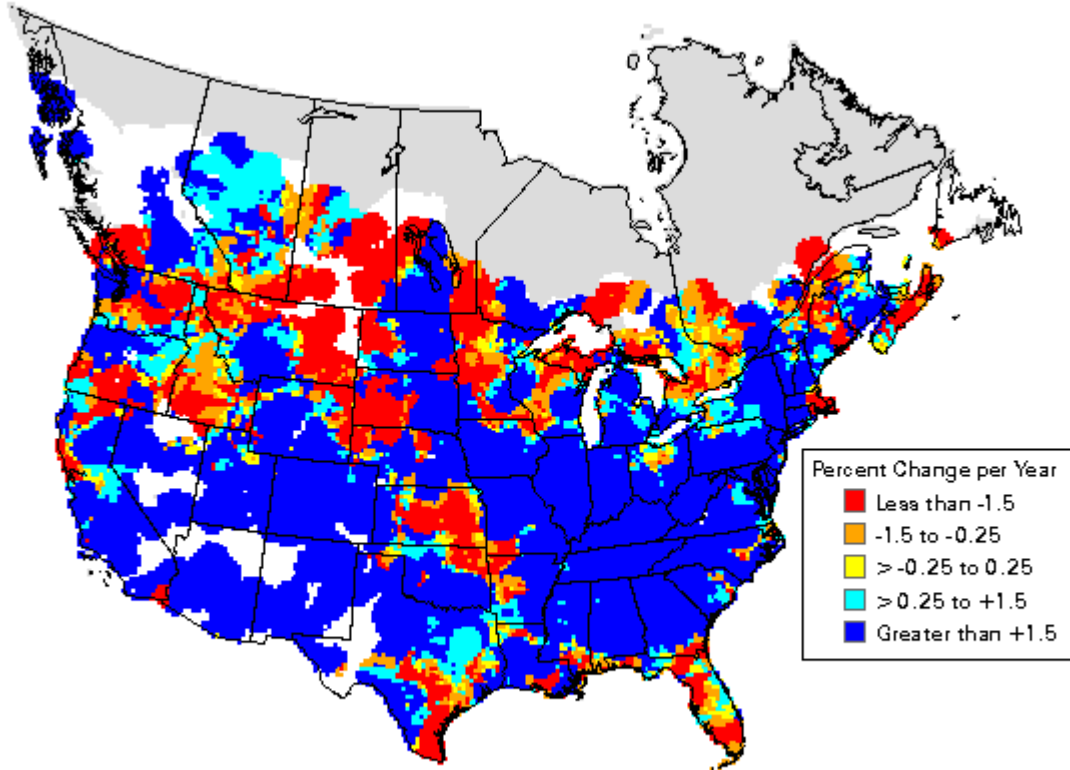 Percent Change per Year
Less than -1.5
-1.5 to -0.25
> -0.25 to 0.25
> 0.25 to +1.5
Greater than +1.5